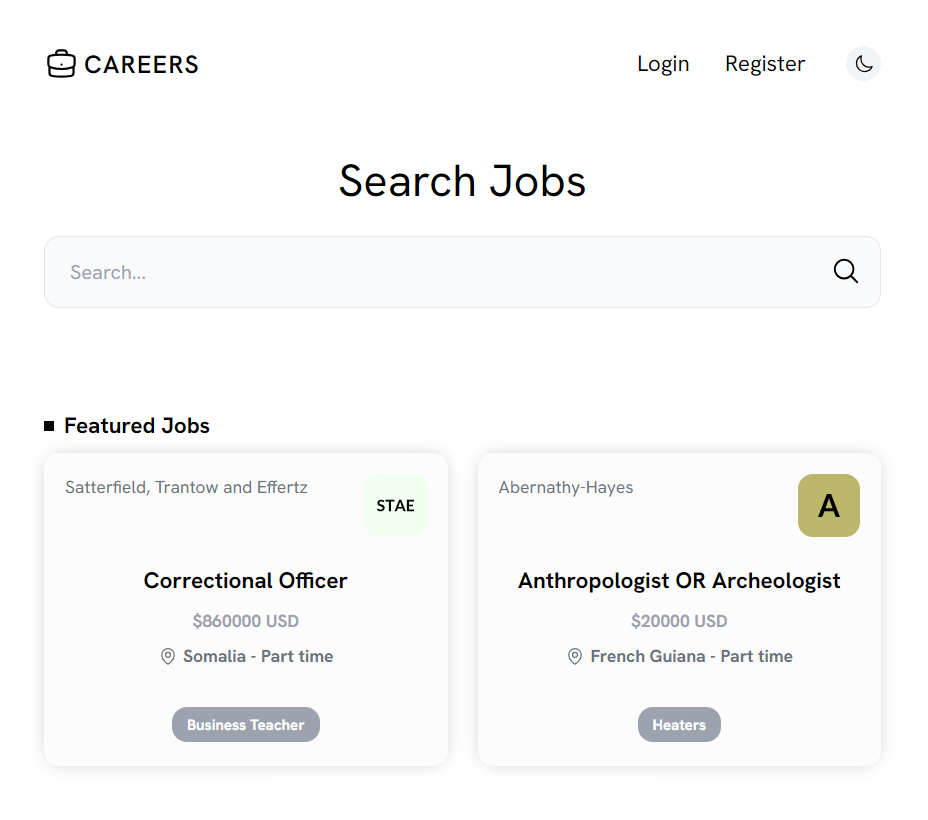 CAREERS
Login
Register
Search Jobs
Search...
Featured Jobs
Satterfield, Trantow and Effertz
STAE
Correctional Officer
$860000 USD
Somalia - Part time
Business Teacher
Abernathy-Hayes
A
Anthropologist OR Archeologist
$20000 USD
French Guiana - Part time
Heaters